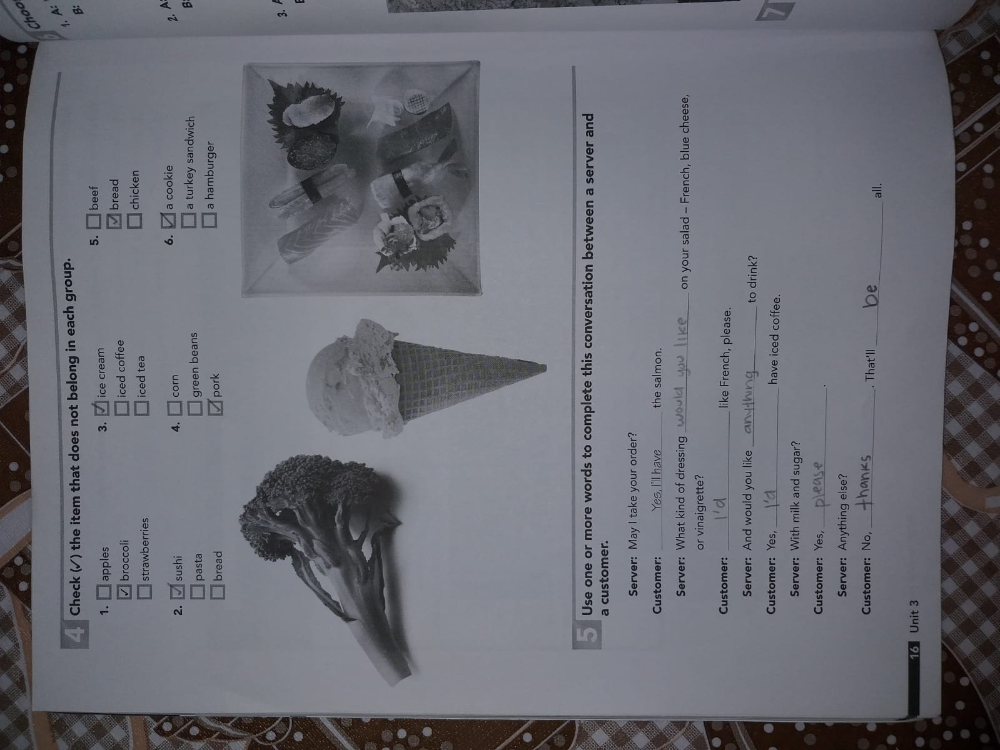 4 Check (✓) the item that does not belong in each group.
1. ☐ apples
☑ broccoli
☐ strawberries
2. ☑ sushi
☐ pasta
☐ bread
3. ☑ ice cream
☐ iced coffee
☐ iced tea
4. ☐ corn
☐ green beans
☑ pork
5. ☐ beef
☑ bread
☐ chicken
6. ☑ a cookie
☐ a turkey sandwich
☐ a hamburger
5 Use one or more words to complete this conversation between a server and
a customer.
Server: May I take your order?
Customer: Yes, I'll have the salmon.
Server: What kind of dressing would you like on your salad – French, blue cheese,
or vinaigrette?
Customer: I'd like French, please.
Server: And would you like anything to drink?
Customer: Yes, I'd have iced coffee.
Server: With milk and sugar?
Customer: Yes, please.
Server: Anything else?
Customer: No, thanks. That'll be all.
16 Unit 3
1. A:
B:
2. A:
B:
3. A
7